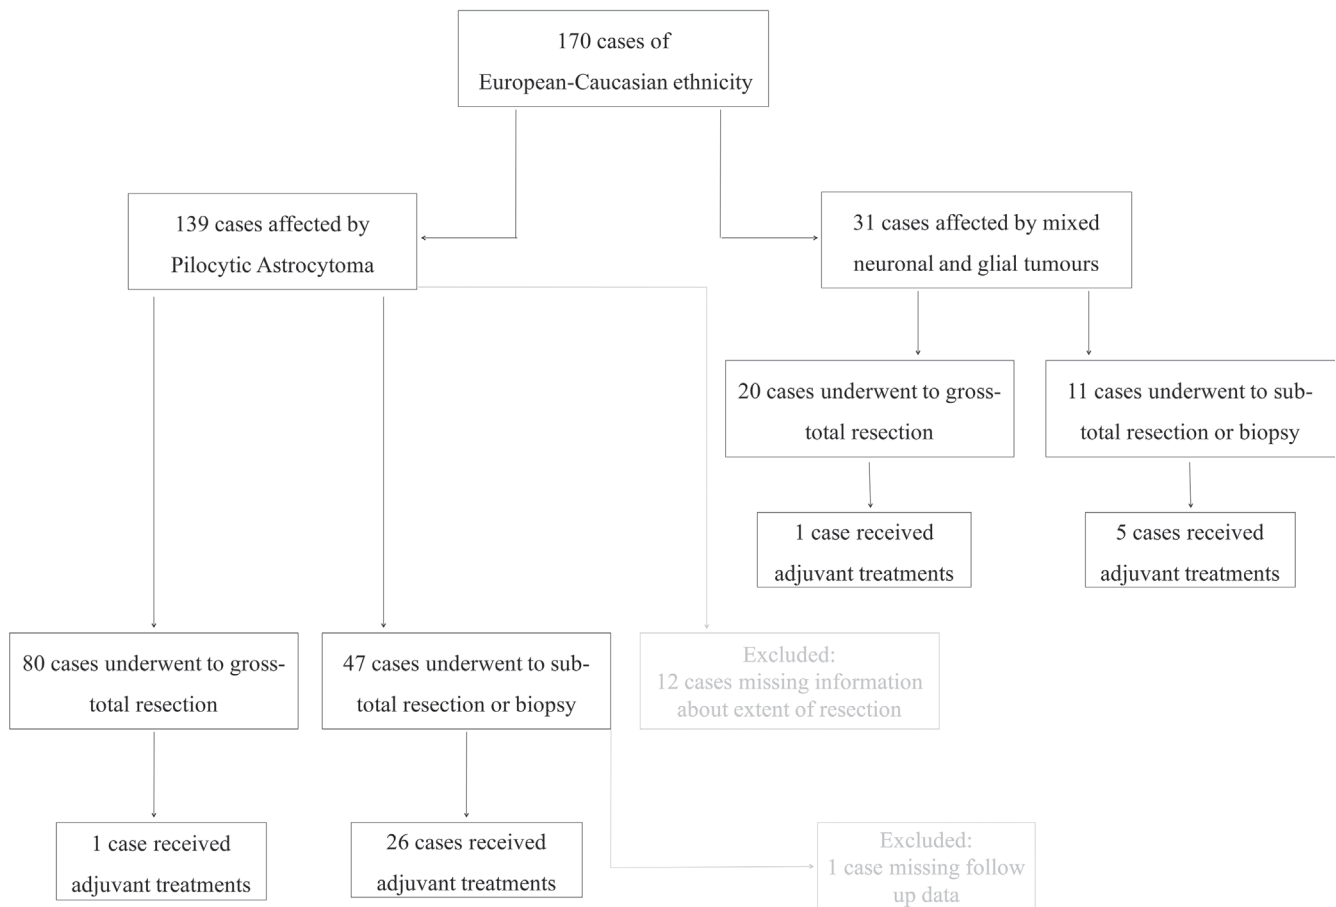 170 cases of
European-Caucasian ethnicity
139 cases affected by
Pilocytic Astrocytoma
31 cases affected by mixed
neuronal and glial tumours
20 cases underwent to gross-
total resection
11 cases underwent to sub-
total resection or biopsy
1 case received
adjuvant treatments
5 cases received
adjuvant treatments
80 cases underwent to gross-
total resection
47 cases underwent to sub-
total resection or biopsy
Excluded:
12 cases missing information
about extent of resection
1 case received
adjuvant treatments
26 cases received
adjuvant treatments
Excluded:
1 case missing follow
up data